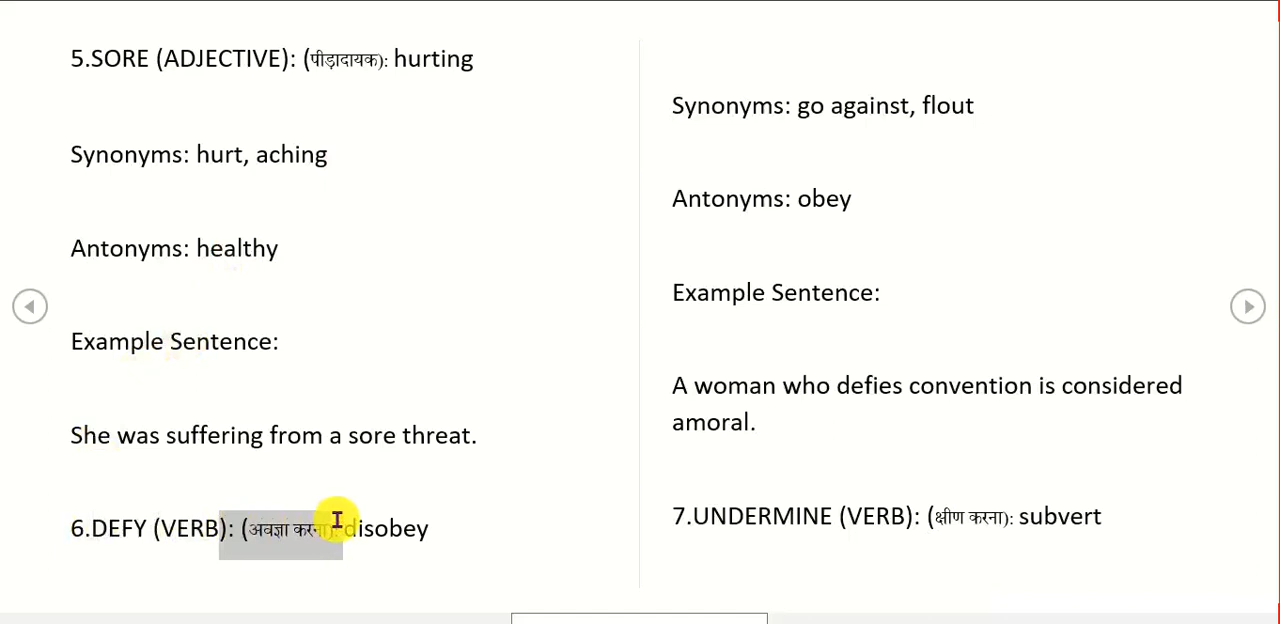 5.SORE (ADJECTIVE): (पीड़ादायक): hurting
Synonyms: hurt, aching
Antonyms: healthy
Example Sentence:
She was suffering from a sore threat.
6.DEFY (VERB): (अवज्ञा करना): disobey
Synonyms: go against, flout
Antonyms: obey
Example Sentence:
A woman who defies convention is considered
amoral.
7.UNDERMINE (VERB): (क्षीण करना): subvert